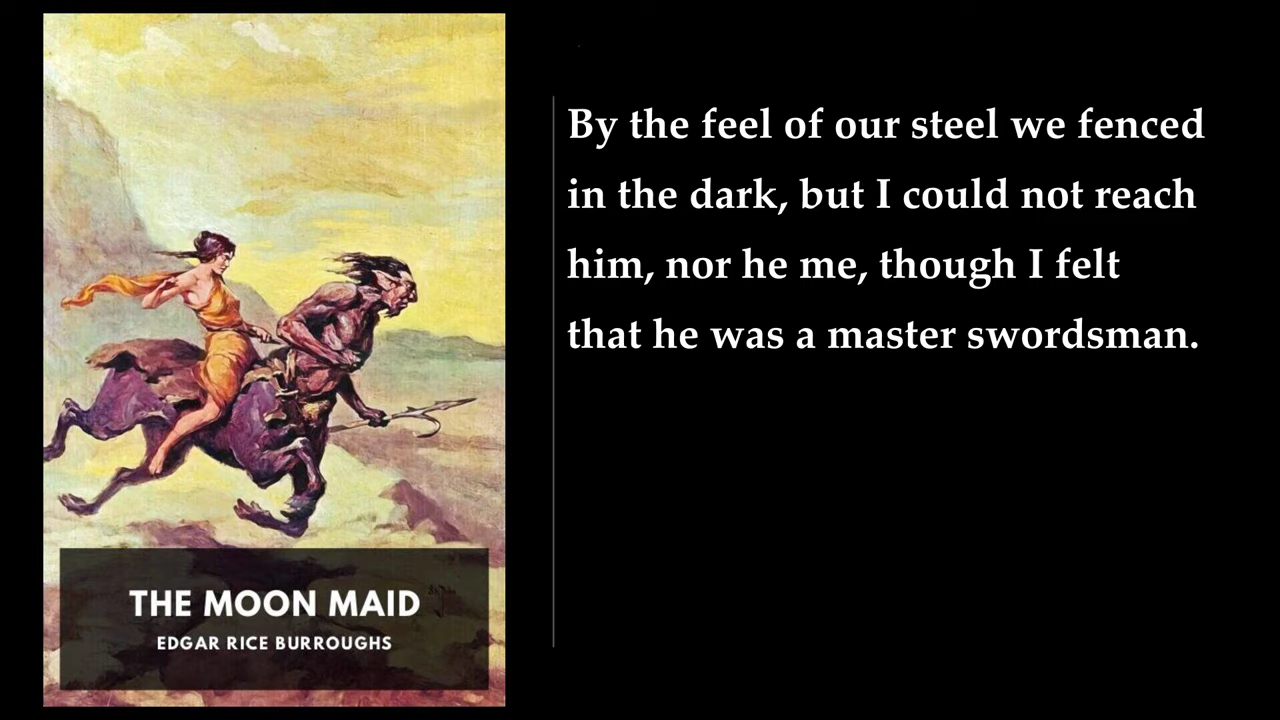 By the feel of our steel we fenced
in the dark, but I could not reach
him, nor he me, though I felt
that he was a master swordsman.
THE MOON MAID
EDGAR RICE BURROUGHS